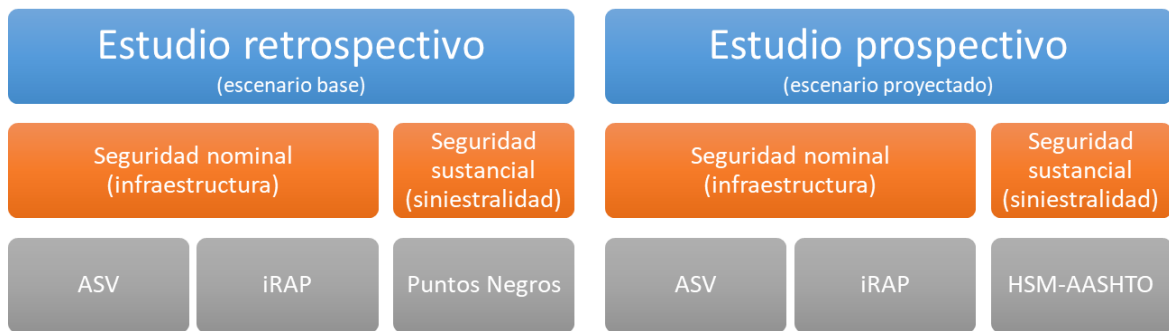 Estudio retrospectivo
(escenario base)
Seguridad nominal
(infraestructura)
Seguridad
sustancial
(siniestralidad)
ASV
iRAP
Puntos Negros
Estudio prospectivo
(escenario proyectado)
Seguridad nominal
(infraestructura)
Seguridad
sustancial
(siniestralidad)
ASV
iRAP
HSM-AASHTO